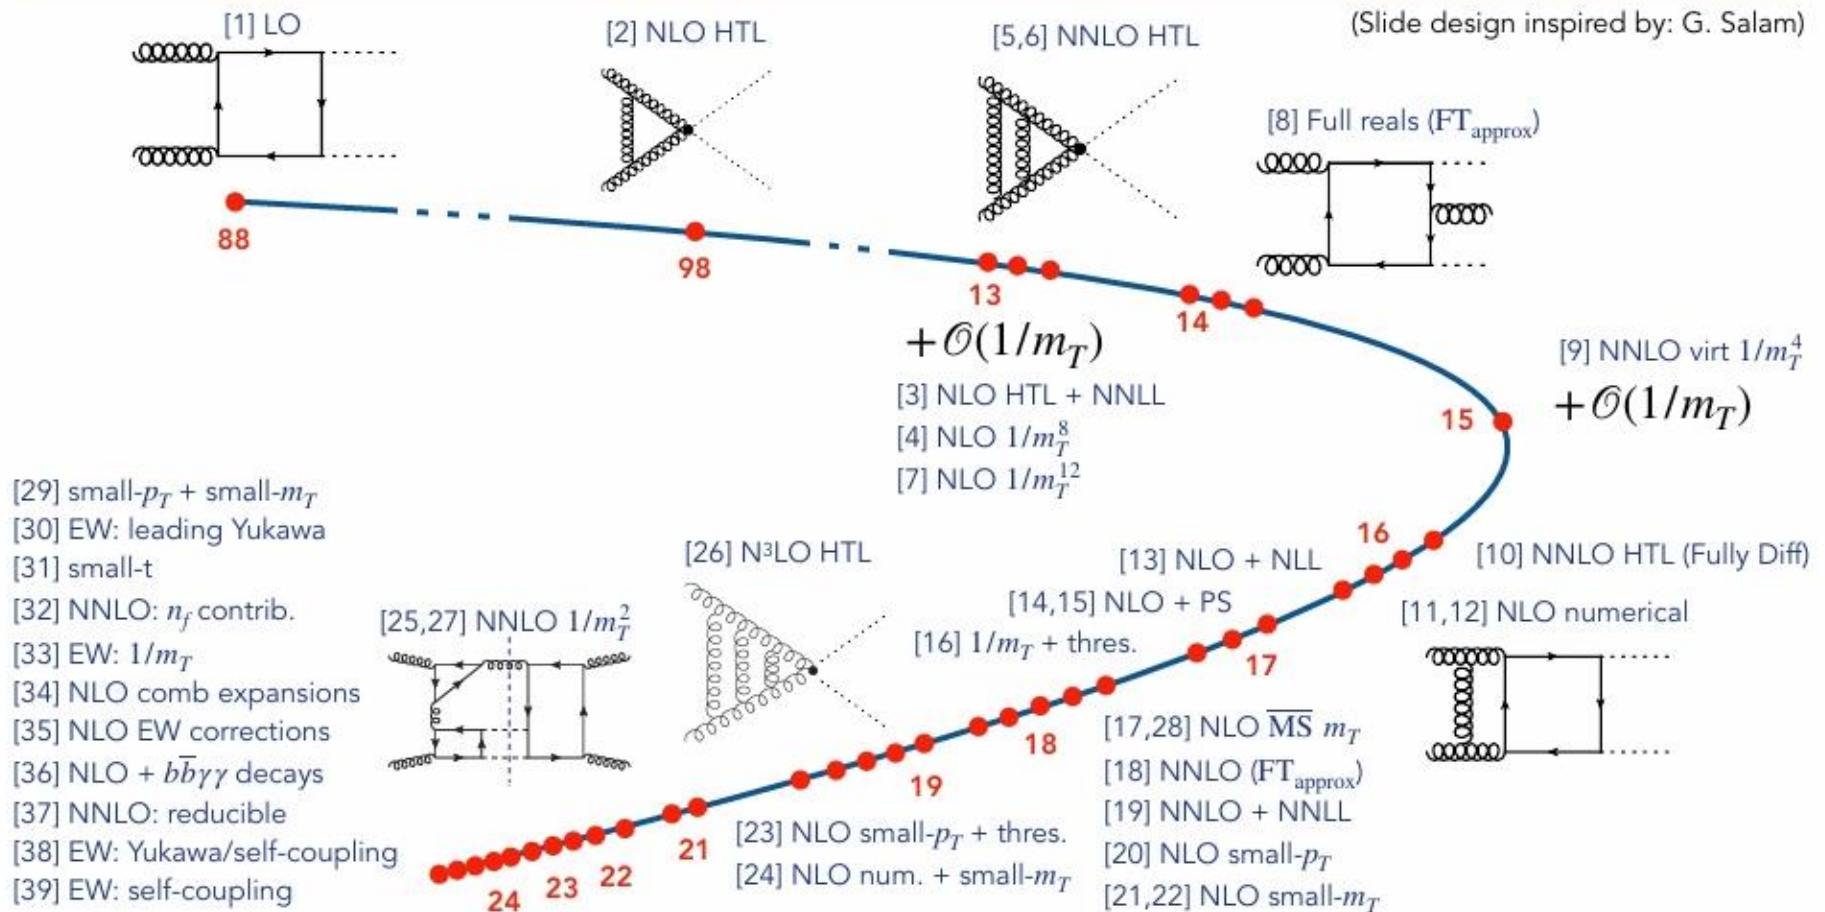 (Slide design inspired by: G. Salam)
[1] LO
[2] NLO HTL
[5,6] NNLO HTL
[8] Full reals (FT_approx)
88
98
13
14
+𝒪(1/m_T)
[3] NLO HTL + NNLL
[4] NLO 1/m_T^8
[7] NLO 1/m_T^12
[9] NNLO virt 1/m_T^4
+𝒪(1/m_T)
15
16
[10] NNLO HTL (Fully Diff)
[11,12] NLO numerical
[13] NLO + NLL
[14,15] NLO + PS
[16] 1/m_T + thres.
17
[17,28] NLO M̅S̅ m_T
[18] NNLO (FT_approx)
[19] NNLO + NNLL
[20] NLO small-p_T
[21,22] NLO small-m_T
18
19
[26] N³LO HTL
[23] NLO small-p_T + thres.
[24] NLO num. + small-m_T
21
22
23
24
[25,27] NNLO 1/m_T^2
[29] small-p_T + small-m_T
[30] EW: leading Yukawa
[31] small-t
[32] NNLO: n_f contrib.
[33] EW: 1/m_T
[34] NLO comb expansions
[35] NLO EW corrections
[36] NLO + bb̅γγ decays
[37] NNLO: reducible
[38] EW: Yukawa/self-coupling
[39] EW: self-coupling